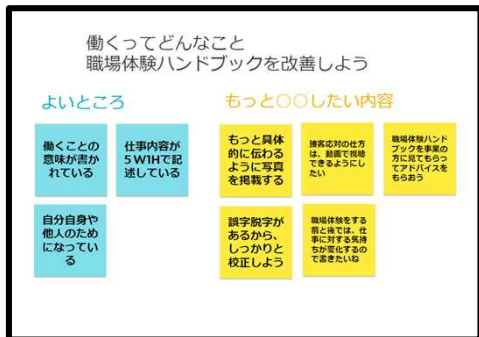 働くってどんなこと
職場体験ハンドブックを改善しよう
よいところ
働くことの
意味が書か
れている
仕事内容が
５W1Hで記
述している
自分自身や
他人のため
になってい
る
もっと○○したい内容
もっと具体
的に伝わる
ように写真
を掲載する
接客応対の仕方
は、動画で視聴
できるようにし
たい
職場体験ハンド
ブックを事業の
方に見てもらっ
てアドバイスを
もらおう
誤字脱字が
あるから、
しっかりと
校正しよう
職場体験をする
前と後では、仕
事に対する気持
ちが変化するの
で書きたいね